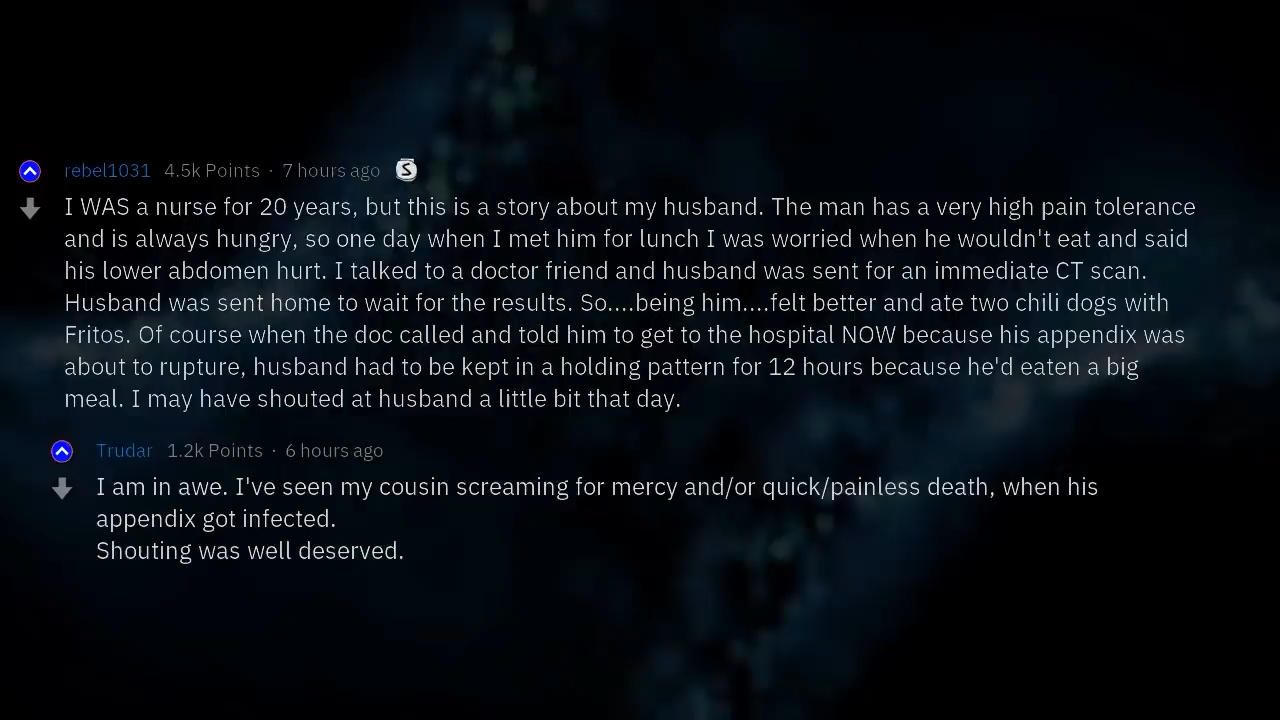 rebel1031 4.5k Points · 7 hours ago S
I WAS a nurse for 20 years, but this is a story about my husband. The man has a very high pain tolerance
and is always hungry, so one day when I met him for lunch I was worried when he wouldn't eat and said
his lower abdomen hurt. I talked to a doctor friend and husband was sent for an immediate CT scan.
Husband was sent home to wait for the results. So....being him....felt better and ate two chili dogs with
Fritos. Of course when the doc called and told him to get to the hospital NOW because his appendix was
about to rupture, husband had to be kept in a holding pattern for 12 hours because he'd eaten a big
meal. I may have shouted at husband a little bit that day.
Trudar 1.2k Points · 6 hours ago
I am in awe. I've seen my cousin screaming for mercy and/or quick/painless death, when his
appendix got infected.
Shouting was well deserved.